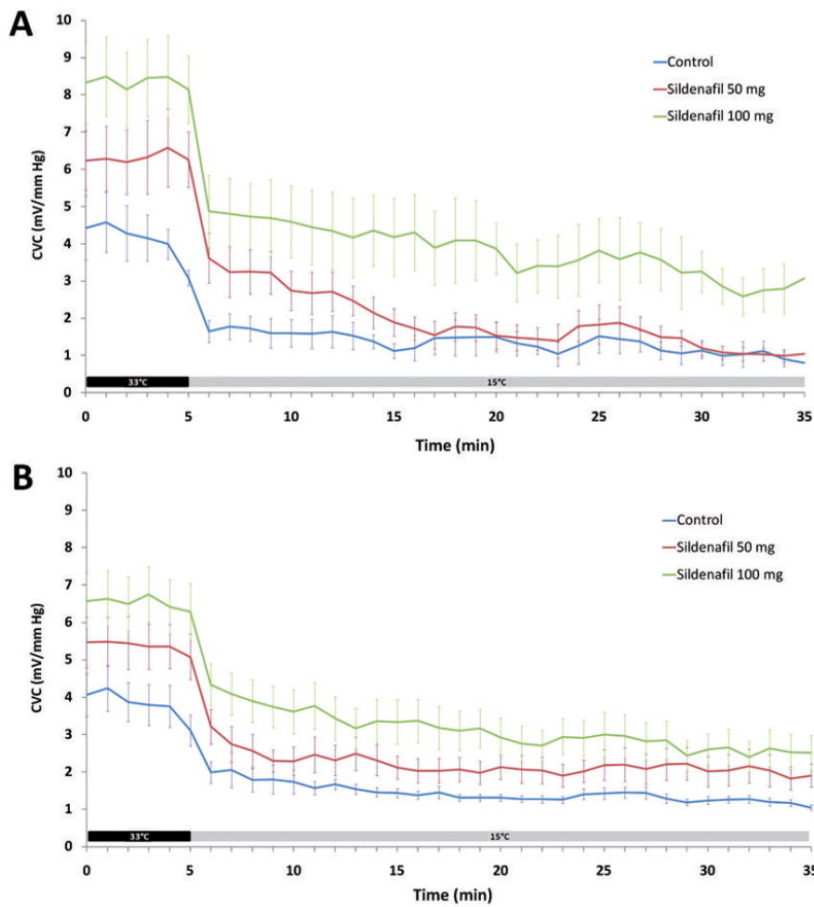 A
10
9
8
7
6
5
4
3
2
1
0
CVC (mV/mm Hg)
Control
Sildenafil 50 mg
Sildenafil 100 mg
33°C
15°C
0 5 10 15 20 25 30 35
Time (min)
B
10
9
8
7
6
5
4
3
2
1
0
CVC (mV/mm Hg)
Control
Sildenafil 50 mg
Sildenafil 100 mg
33°C
15°C
0 5 10 15 20 25 30 35
Time (min)